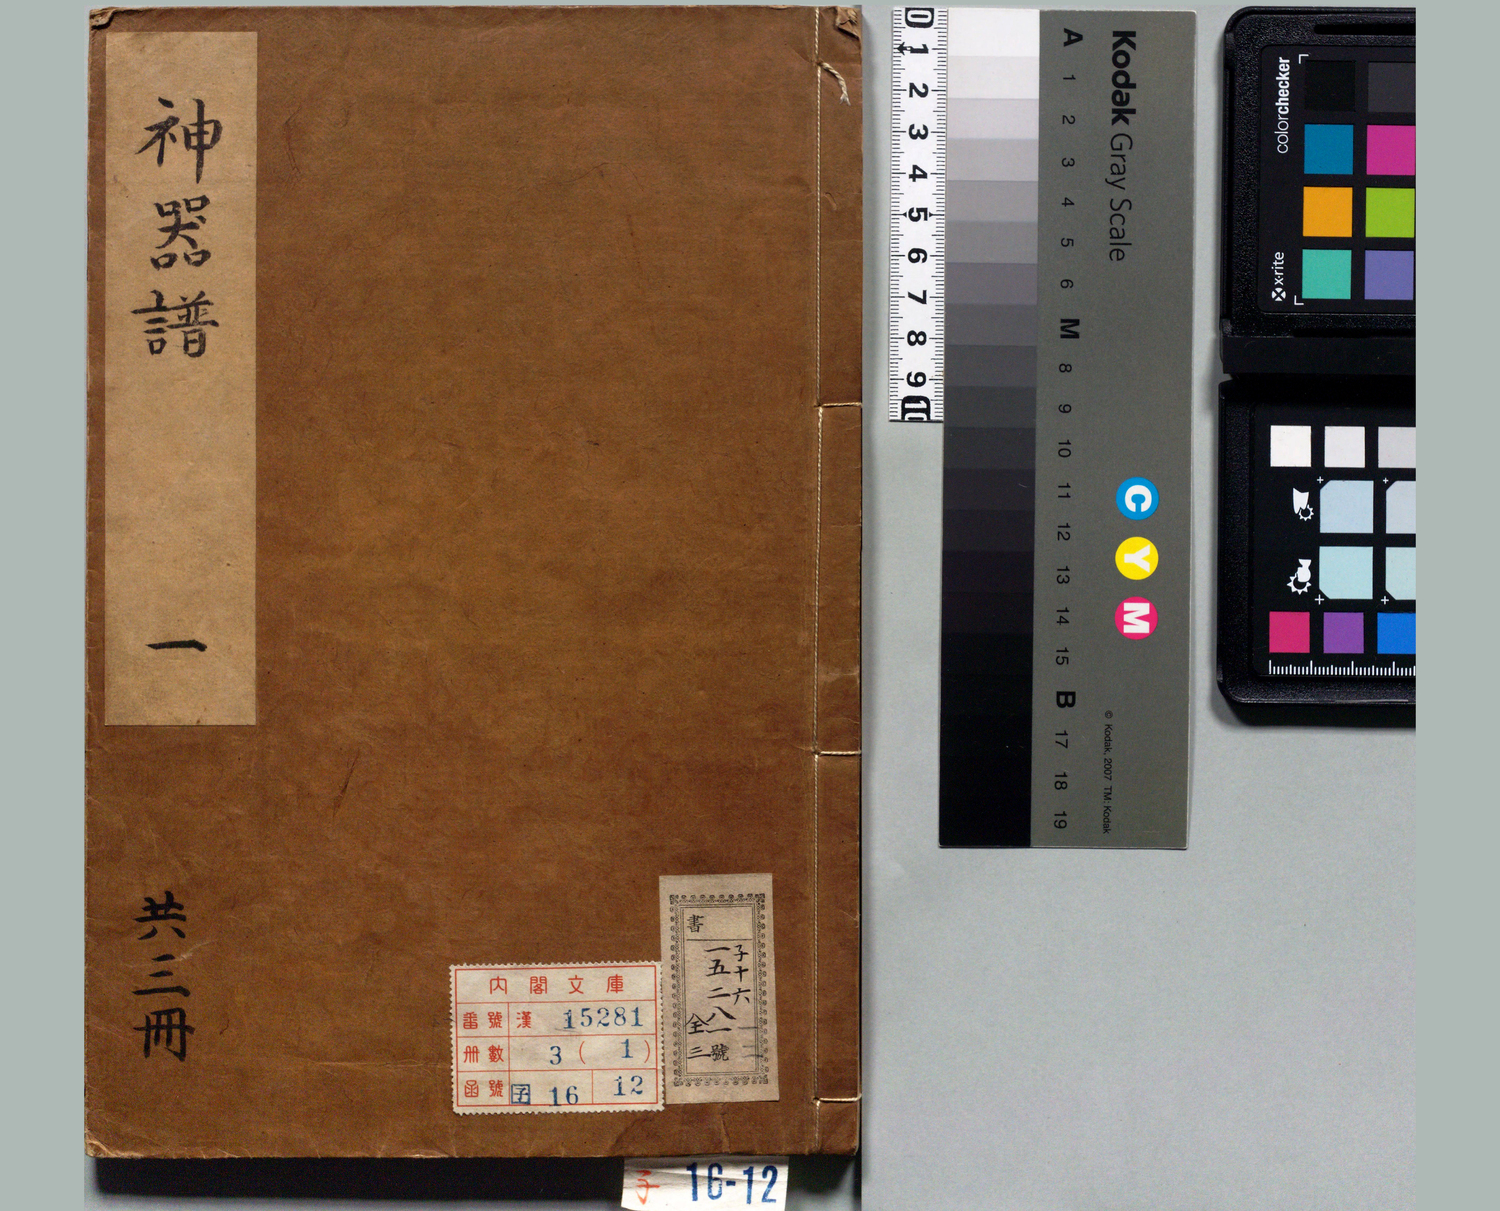 神器譜 一
共三冊
書
子十六
一五二八一號
全三
內閣文庫
番號 漢 15281
冊數 3 ( 1 )
函號 子 16 12
子 16-12
0 1 2 3 4 5 6 7 8 9 10
Kodak Gray Scale
A 1 2 3 4 5 6 M 8 9 10 11 12 13 14 15 B 17 18 19
C Y M
© Kodak, 2007 TM: Kodak
colorchecker
x-rite